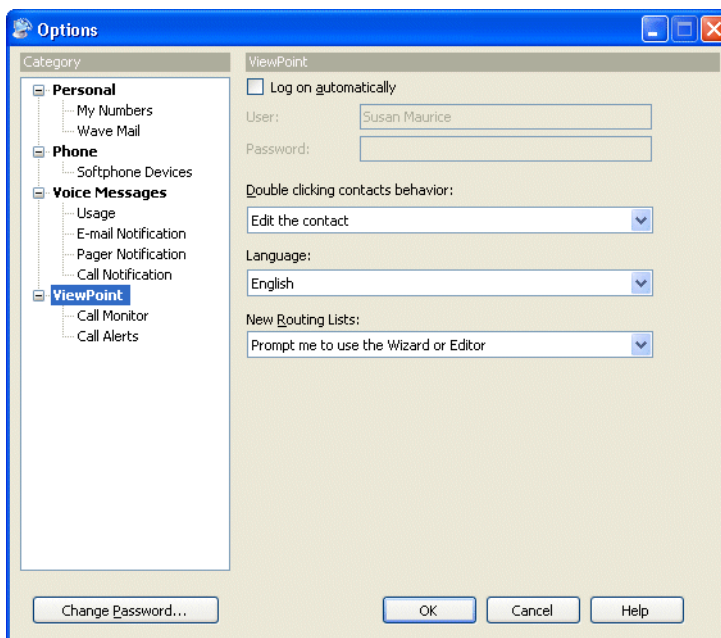 Options
Category
Personal
My Numbers
Wave Mail
Phone
Softphone Devices
Voice Messages
Usage
E-mail Notification
Pager Notification
Call Notification
ViewPoint
Call Monitor
Call Alerts
ViewPoint
Log on automatically
User: Susan Maurice
Password:
Double clicking contacts behavior:
Edit the contact
Language:
English
New Routing Lists:
Prompt me to use the Wizard or Editor
Change Password... OK Cancel Help